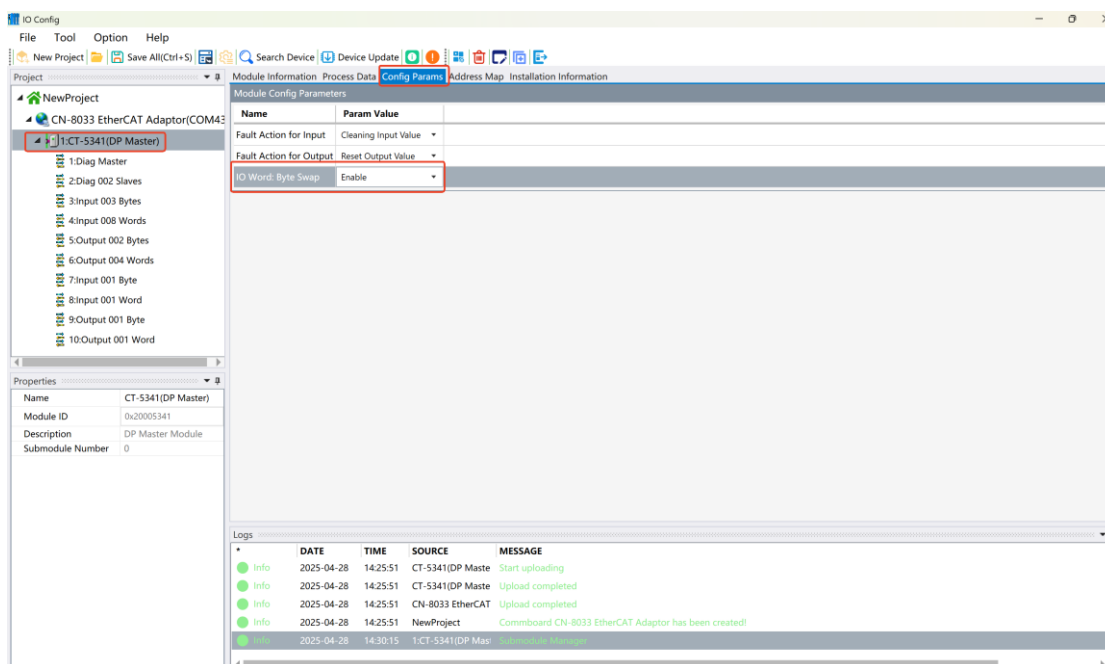 IO Config
File Tool Option Help
New Project Save All(Ctrl+S) Search Device Device Update
Project
NewProject
CN-8033 EtherCAT Adaptor(COM43
1:CT-5341(DP Master)
1:Diag Master
2:Diag 002 Slaves
3:Input 003 Bytes
4:Input 008 Words
5:Output 002 Bytes
6:Output 004 Words
7:Input 001 Byte
8:Input 001 Word
9:Output 001 Byte
10:Output 001 Word
Properties
Name CT-5341(DP Master)
Module ID 0x20005341
Description DP Master Module
Submodule Number 0
Module Information Process Data Config Params Address Map Installation Information
Module Config Parameters
Name Param Value
Fault Action for Input Cleaning Input Value
Fault Action for Output Reset Output Value
IO Word: Byte Swap Enable
Logs
* DATE TIME SOURCE MESSAGE
Info 2025-04-28 14:25:51 CT-5341(DP Maste Start uploading
Info 2025-04-28 14:25:51 CT-5341(DP Maste Upload completed
Info 2025-04-28 14:25:51 CN-8033 EtherCAT Upload completed
Info 2025-04-28 14:25:51 NewProject Commboard CN-8033 EtherCAT Adaptor has been created!
Info 2025-04-28 14:30:15 1:CT-5341(DP Mas Submodule Manager